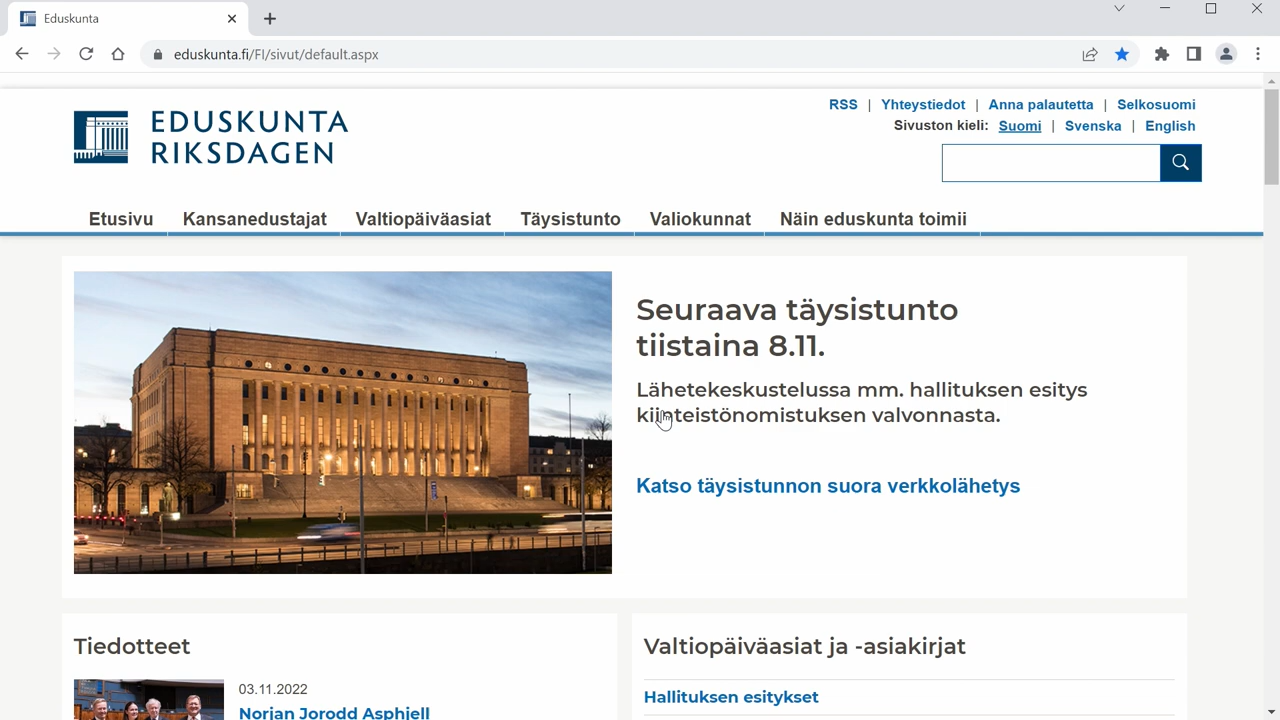 Eduskunta
eduskunta.fi/FI/sivut/default.aspx
RSS | Yhteystiedot | Anna palautetta | Selkosuomi
Sivuston kieli: Suomi | Svenska | English
EDUSKUNTA
RIKSDAGEN
Etusivu Kansanedustajat Valtiopäiväasiat Täysistunto Valiokunnat Näin eduskunta toimii
Seuraava täysistunto
tiistaina 8.11.
Lähetekeskustelussa mm. hallituksen esitys
kiinteistönomistuksen valvonnasta.
Katso täysistunnon suora verkkolähetys
Tiedotteet
03.11.2022
Norjan Jorodd Asphjell
Valtiopäiväasiat ja -asiakirjat
Hallituksen esitykset